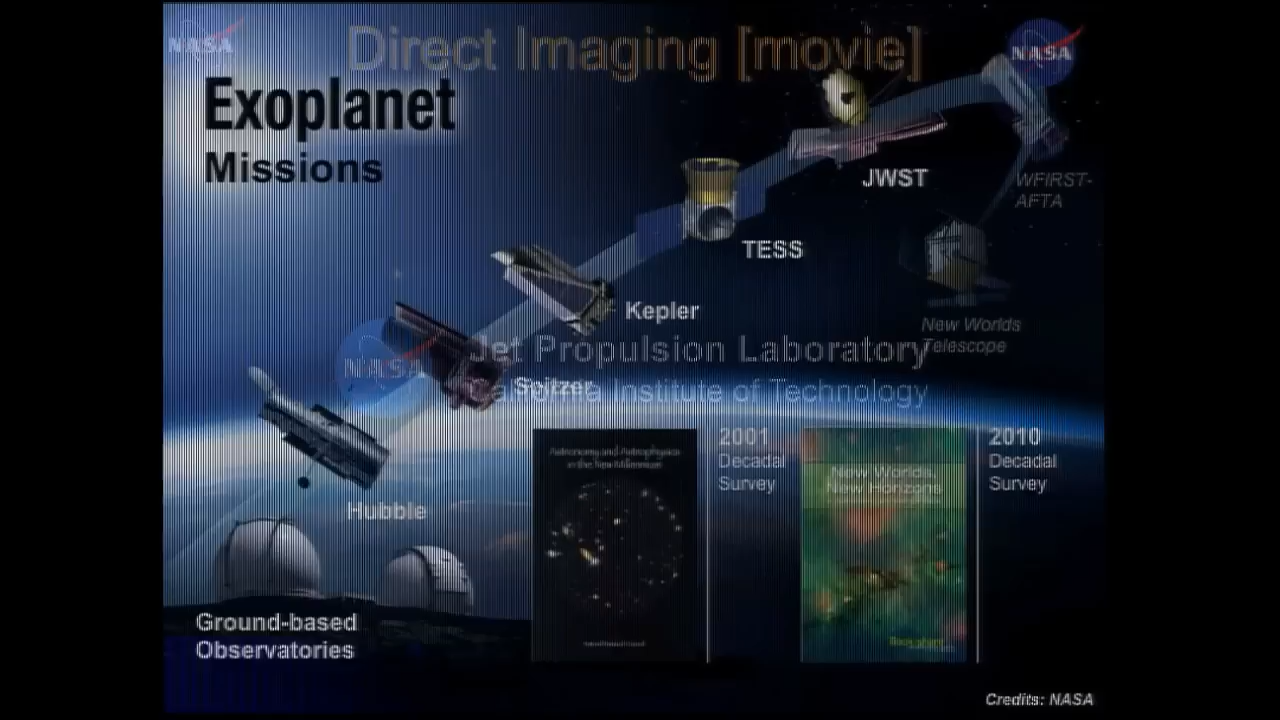 NASA
Direct Imaging [movie]
NASA
Exoplanet
Missions
JWST
WFIRST-
AFTA
TESS
Kepler
New Worlds
Telescope
NASA
Jet Propulsion Laboratory
California Institute of Technology
Spitzer
Hubble
2001
Decadal
Survey
2010
Decadal
Survey
Astronomy and Astrophysics
in the New Millennium
New Worlds,
New Horizons
Ground-based
Observatories
Credits: NASA